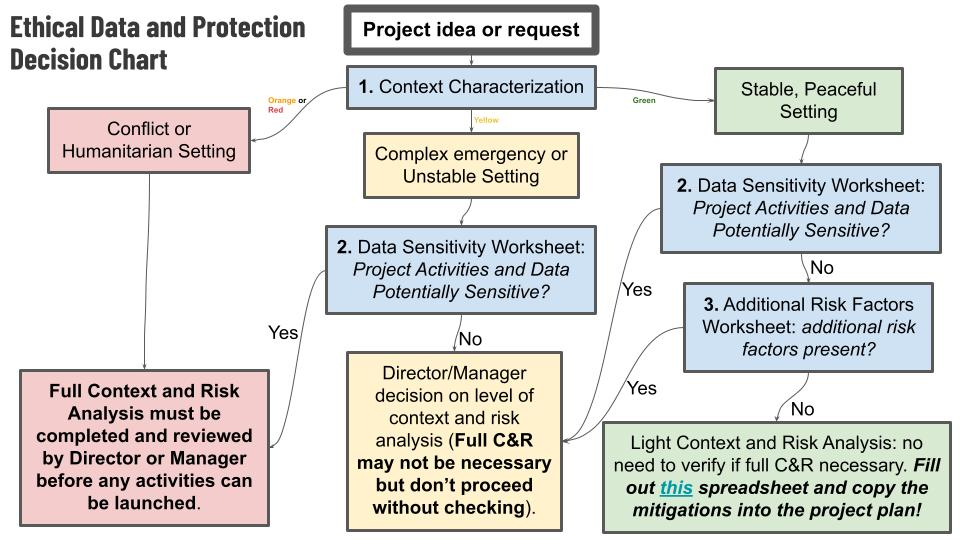 Ethical Data and Protection
Decision Chart
Project idea or request
1. Context Characterization
Orange or
Red
Yellow
Green
Conflict or
Humanitarian Setting
Complex emergency or
Unstable Setting
Stable, Peaceful
Setting
2. Data Sensitivity Worksheet:
Project Activities and Data
Potentially Sensitive?
2. Data Sensitivity Worksheet:
Project Activities and Data
Potentially Sensitive?
No
Yes
3. Additional Risk Factors
Worksheet: additional risk
factors present?
Yes
No
Yes
No
Full Context and Risk
Analysis must be
completed and reviewed
by Director or Manager
before any activities can
be launched.
Director/Manager
decision on level of
context and risk
analysis (Full C&R
may not be necessary
but don't proceed
without checking).
Light Context and Risk Analysis: no
need to verify if full C&R necessary. Fill
out this spreadsheet and copy the
mitigations into the project plan!